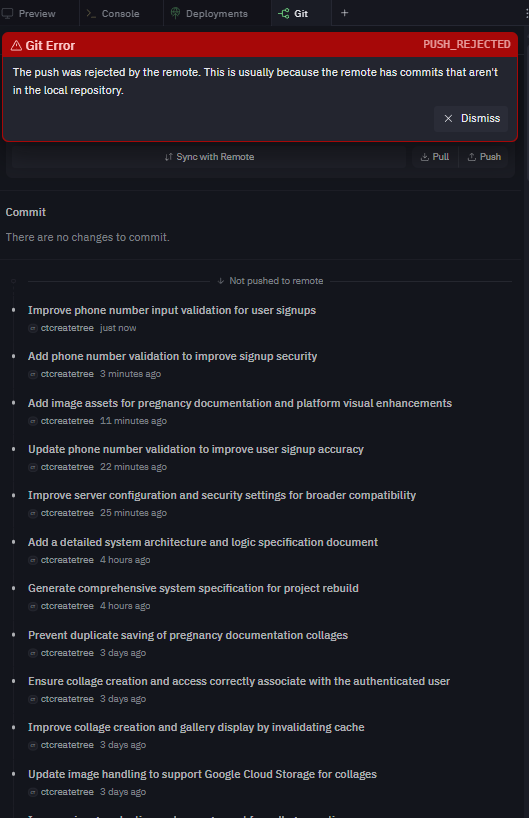 Preview
Console
Deployments
Git
Git Error
PUSH_REJECTED
The push was rejected by the remote. This is usually because the remote has commits that aren't
in the local repository.
Dismiss
Sync with Remote
Pull
Push
Commit
There are no changes to commit.
Not pushed to remote
Improve phone number input validation for user signups
ctcreatetree just now
Add phone number validation to improve signup security
ctcreatetree 3 minutes ago
Add image assets for pregnancy documentation and platform visual enhancements
ctcreatetree 11 minutes ago
Update phone number validation to improve user signup accuracy
ctcreatetree 22 minutes ago
Improve server configuration and security settings for broader compatibility
ctcreatetree 25 minutes ago
Add a detailed system architecture and logic specification document
ctcreatetree 4 hours ago
Generate comprehensive system specification for project rebuild
ctcreatetree 4 hours ago
Prevent duplicate saving of pregnancy documentation collages
ctcreatetree 3 days ago
Ensure collage creation and access correctly associate with the authenticated user
ctcreatetree 3 days ago
Improve collage creation and gallery display by invalidating cache
ctcreatetree 3 days ago
Update image handling to support Google Cloud Storage for collages
ctcreatetree 3 days ago